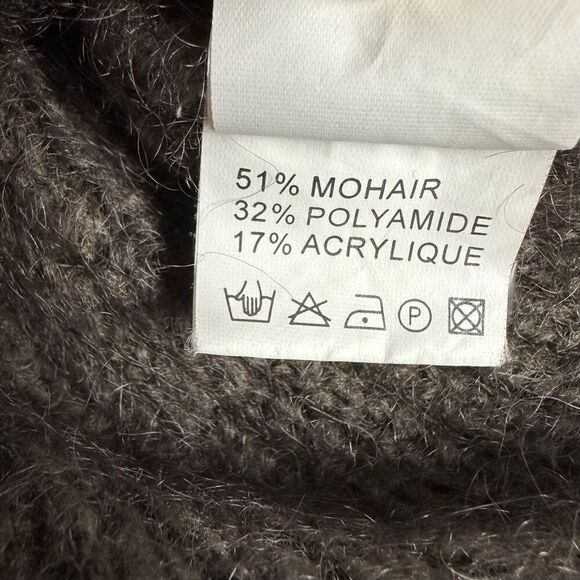 51% MOHAIR
32% POLYAMIDE
17% ACRYLIQUE
P